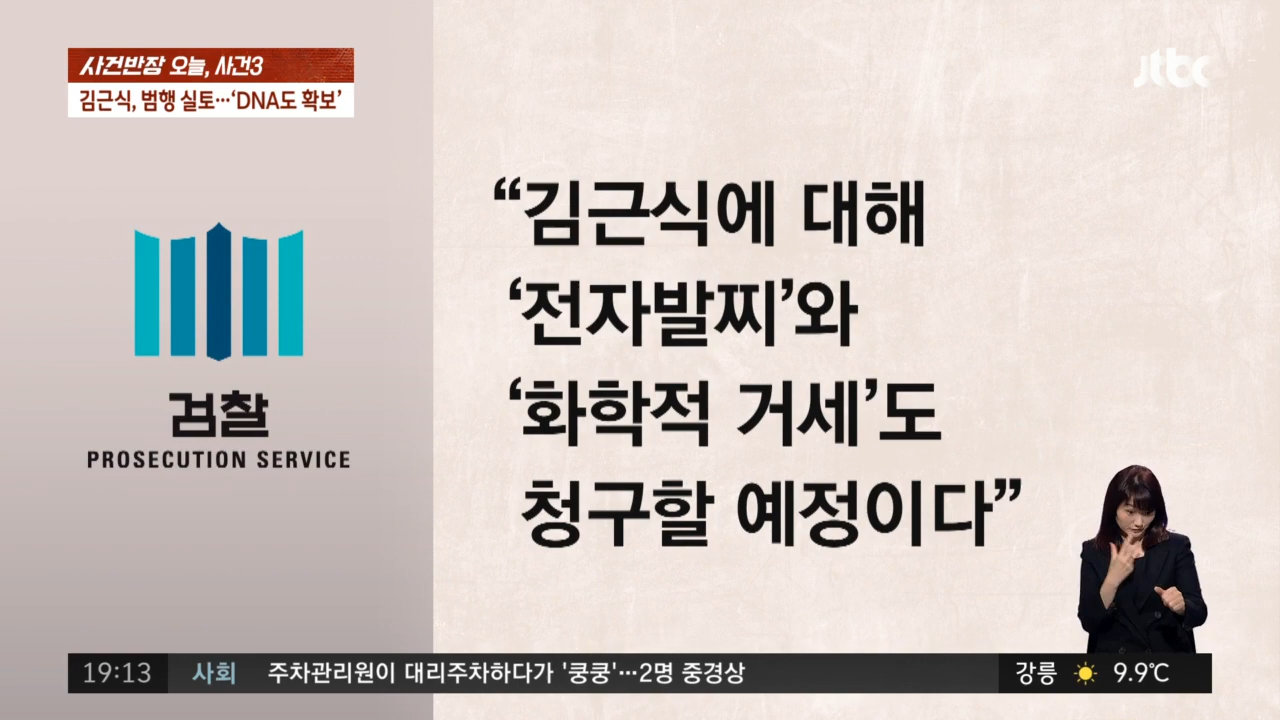 사건반장 오늘, 사건3
김근식, 범행 실토…‘DNA도 확보’
jtbc
“김근식에 대해
‘전자발찌’와
‘화학적 거세’도
청구할 예정이다”
검찰
PROSECUTION SERVICE
19:13 사회 주차관리원이 대리주차하다가 '쿵쿵'…2명 중경상 강릉 9.9℃